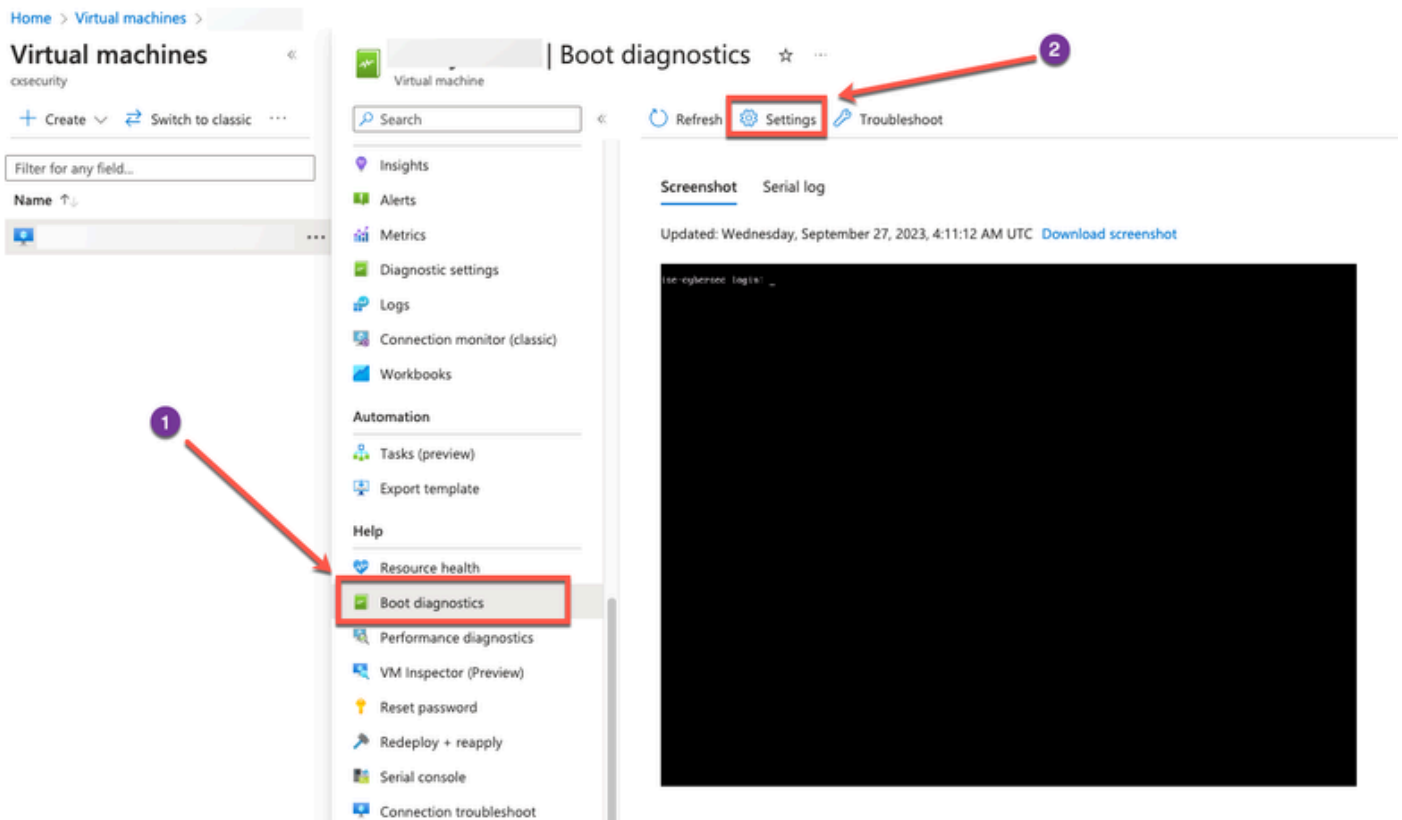 Home > Virtual machines >
Virtual machines «
cxsecurity
+ Create Switch to classic ...
Filter for any field...
Name ↑↓
...
| Boot diagnostics ☆ ...
Virtual machine
Search «
Insights
Alerts
Metrics
Diagnostic settings
Logs
Connection monitor (classic)
Workbooks
Automation
Tasks (preview)
Export template
Help
Resource health
Boot diagnostics
Performance diagnostics
VM Inspector (Preview)
Reset password
Redeploy + reapply
Serial console
Connection troubleshoot
1
2
Refresh Settings Troubleshoot
Screenshot Serial log
Updated: Wednesday, September 27, 2023, 4:11:12 AM UTC Download screenshot
ise-cybersec login: _